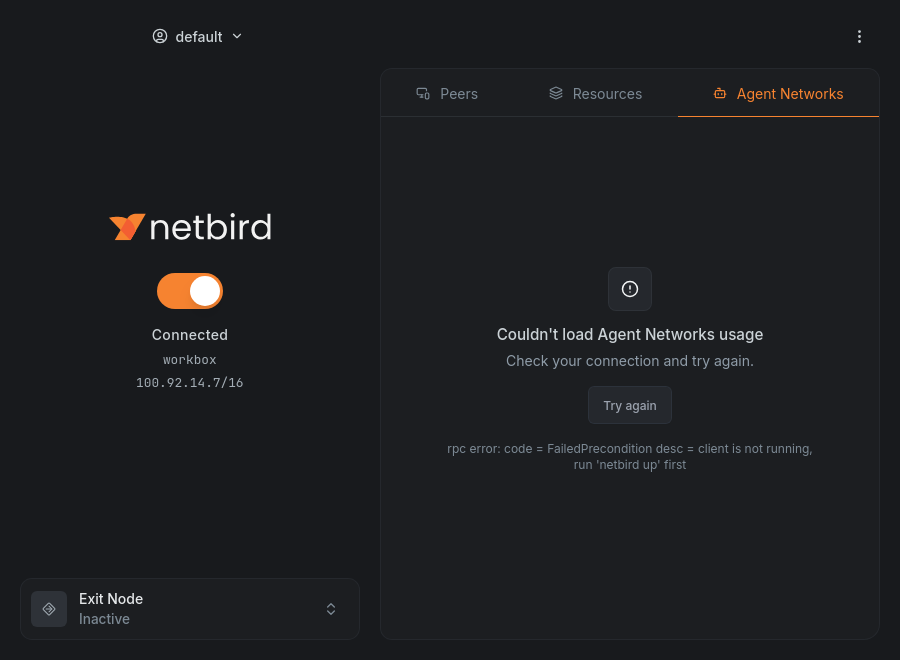 default
netbird
Connected
workbox
100.92.14.7/16
Exit Node
Inactive
Peers
Resources
Agent Networks
Couldn't load Agent Networks usage
Check your connection and try again.
Try again
rpc error: code = FailedPrecondition desc = client is not running,
run 'netbird up' first